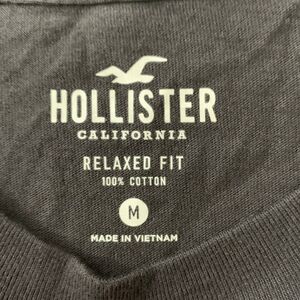 HOLLISTER
CALIFORNIA
RELAXED FIT
100% COTTON
M
MADE IN VIETNAM